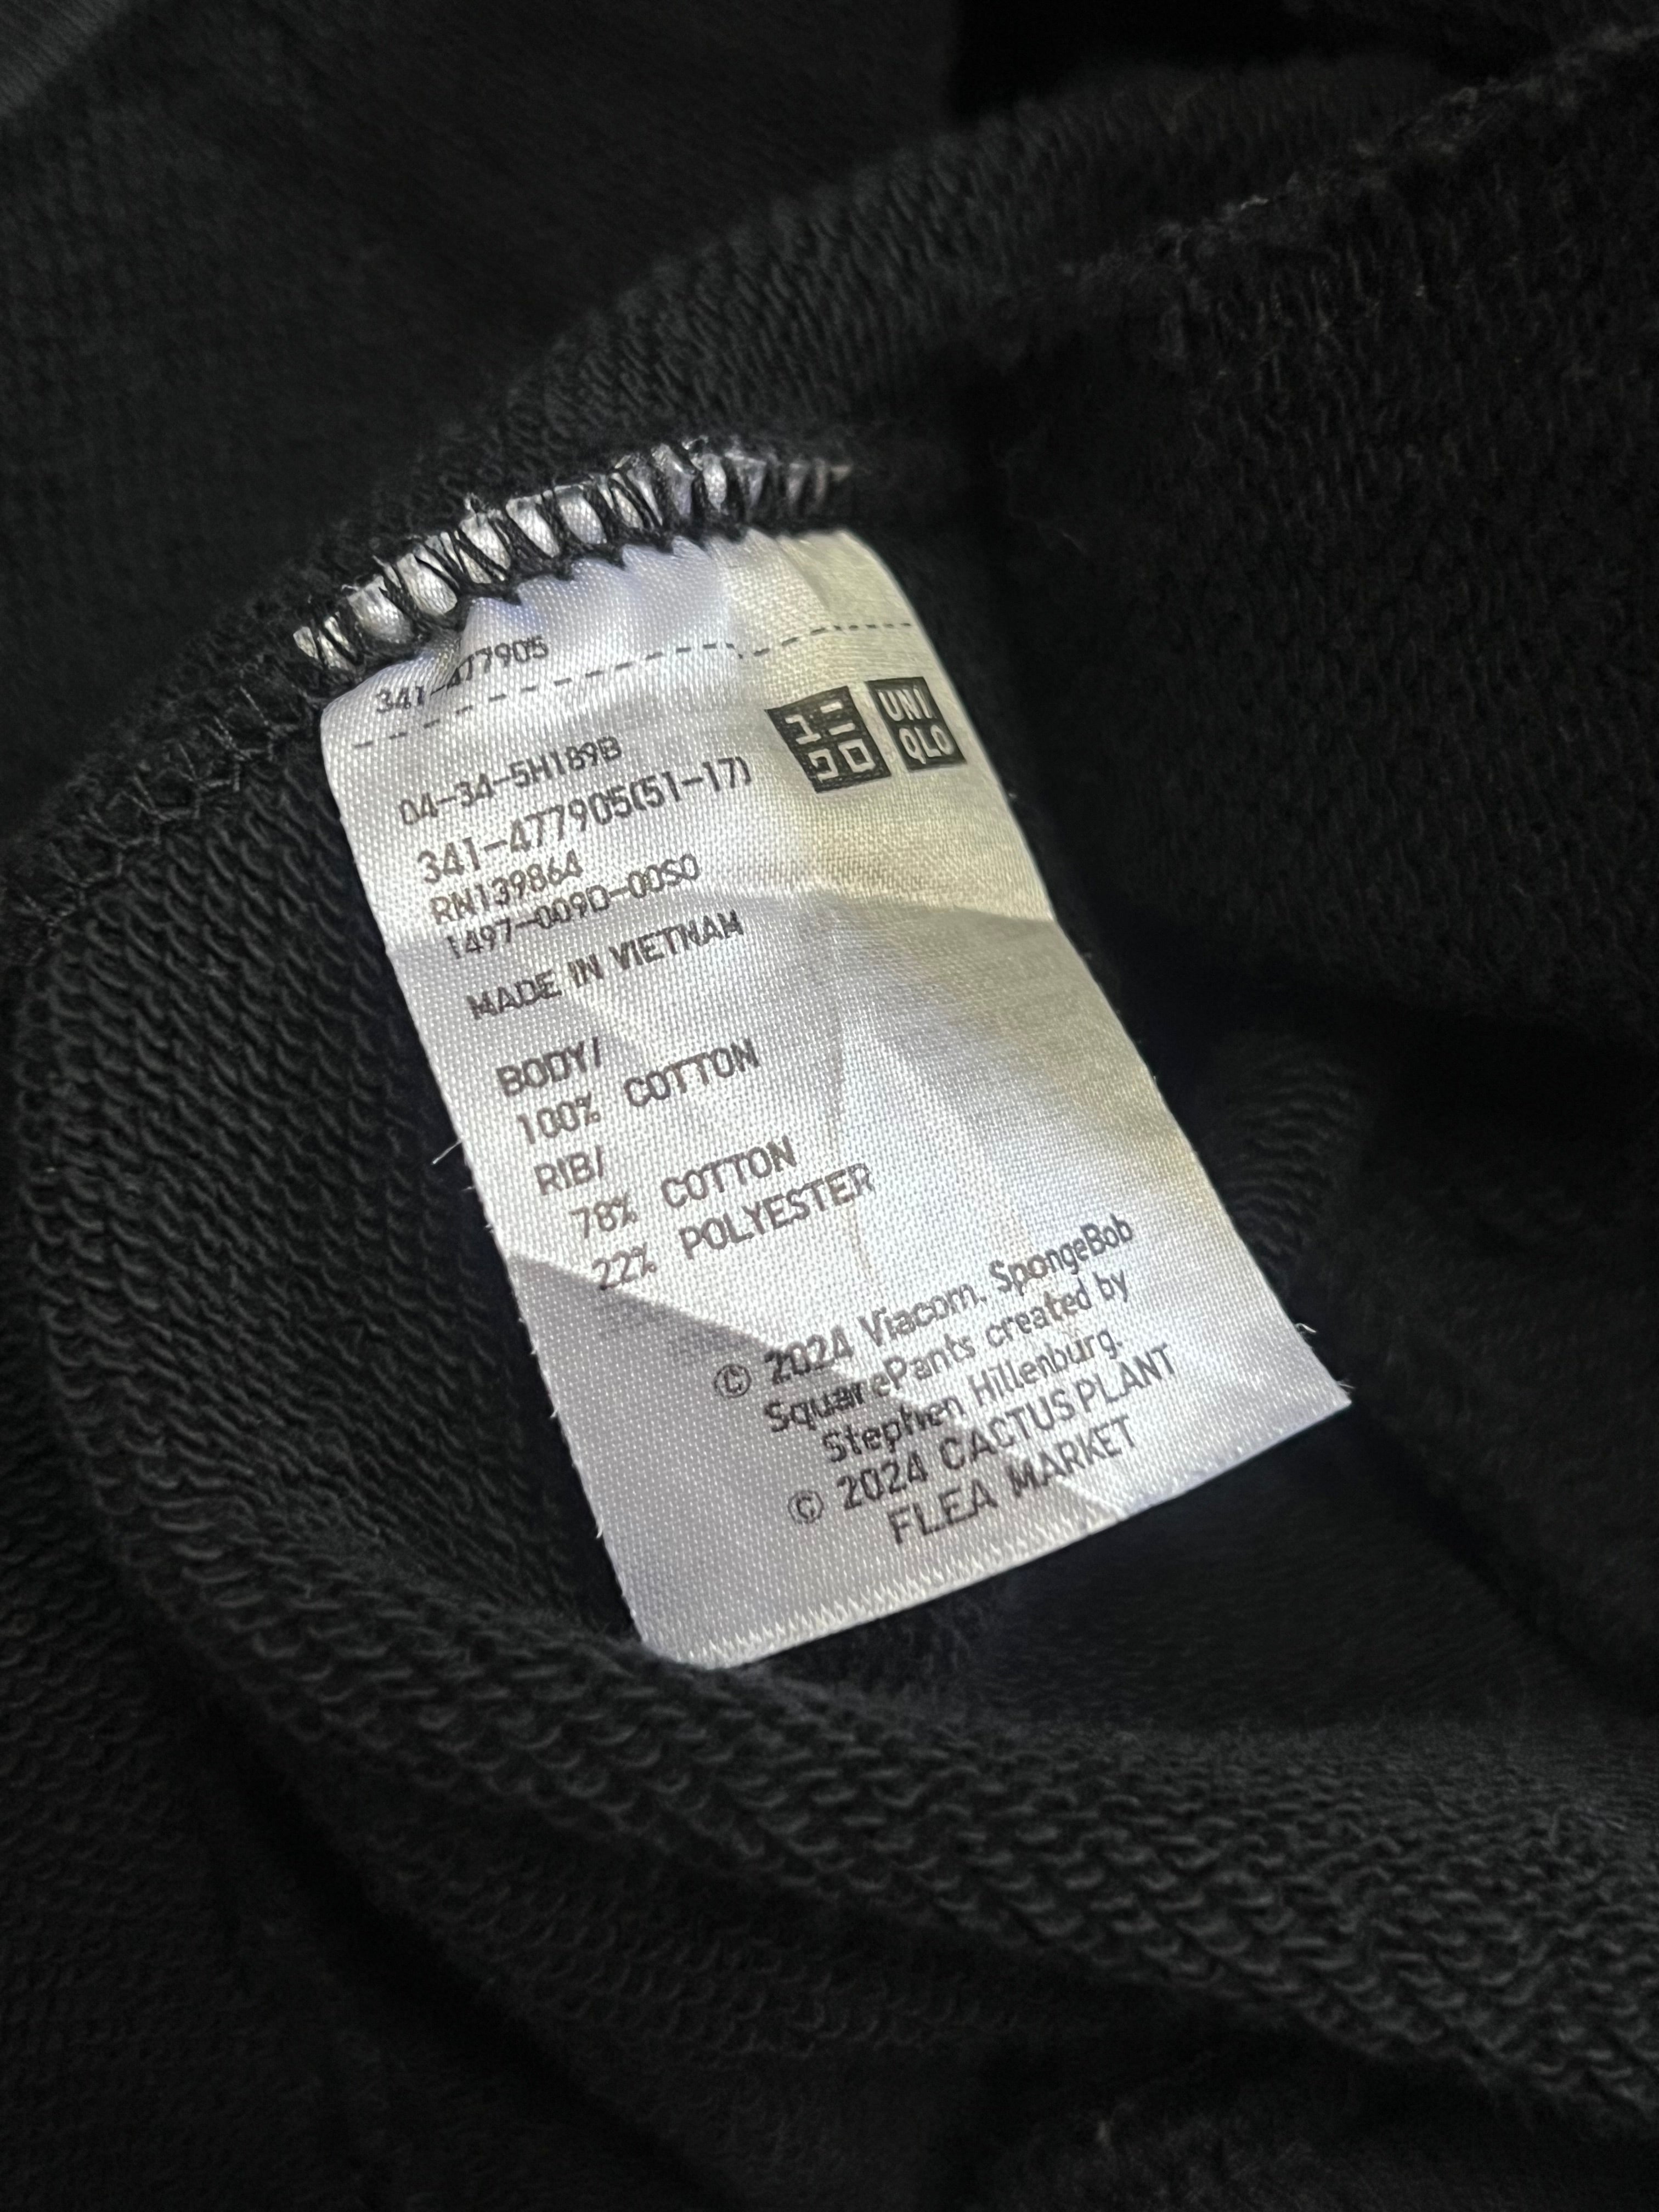 341-477905
ユニ
クロ
UNI
QLO
04-34-5H189B
341-477905(51-17)
RN139864
1497-009D-00S0
MADE IN VIETNAM
BODY/
100% COTTON
RIB/
78% COTTON
22% POLYESTER
© 2024 Viacom. SpongeBob
SquarePants created by
Stephen Hillenburg.
© 2024 CACTUS PLANT
FLEA MARKET